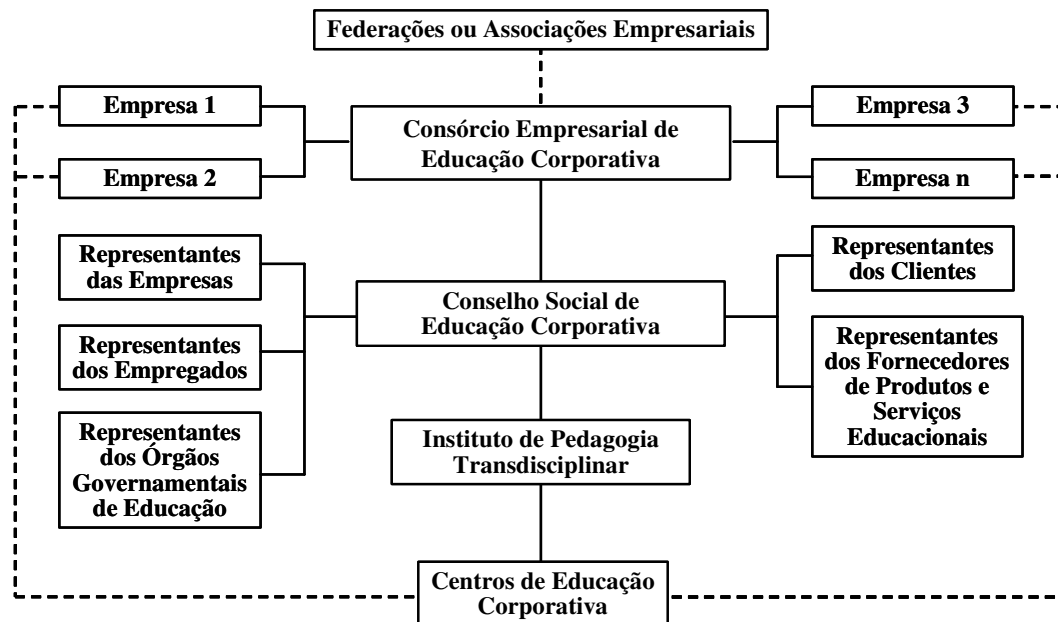 Federações ou Associações Empresariais
Empresa 1
Empresa 2
Consórcio Empresarial de
Educação Corporativa
Empresa 3
Empresa n
Representantes
das Empresas
Representantes
dos Empregados
Representantes
dos Órgãos
Governamentais
de Educação
Conselho Social de
Educação Corporativa
Representantes
dos Clientes
Representantes
dos Fornecedores
de Produtos e
Serviços
Educacionais
Instituto de Pedagogia
Transdisciplinar
Centros de Educação
Corporativa